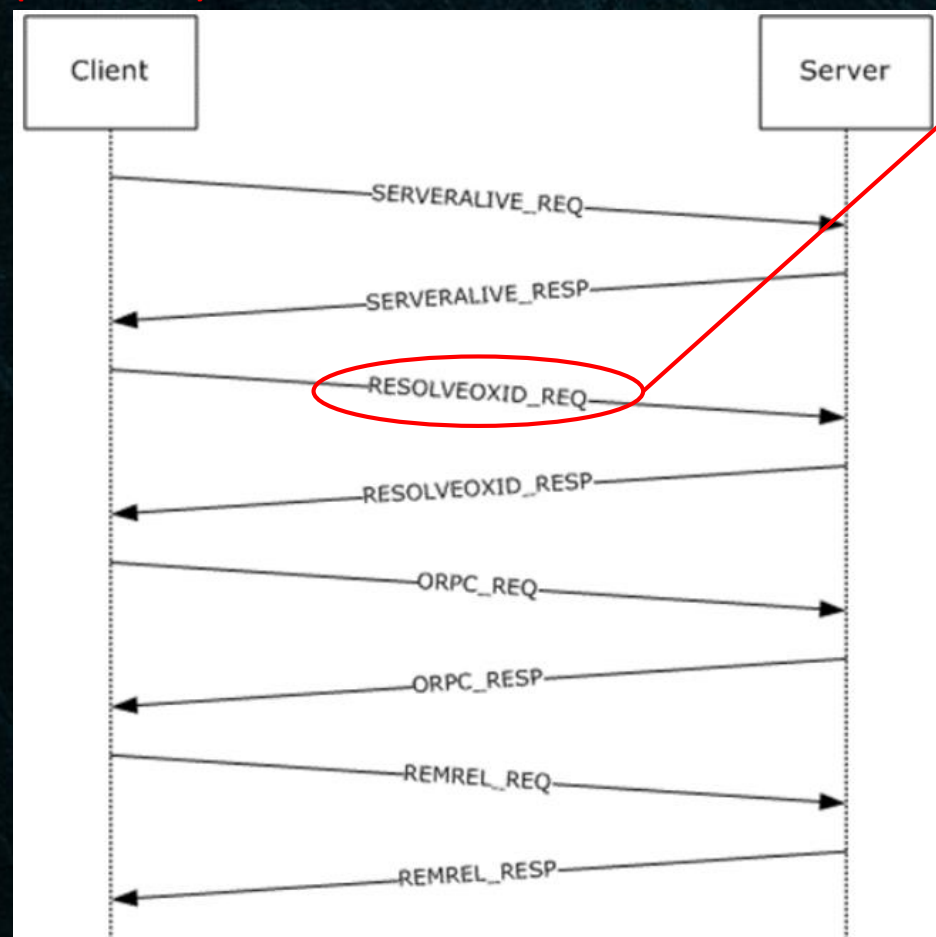 Client
Server
SERVERALIVE_REQ
SERVERALIVE_RESP
RESOLVEOXID_REQ
RESOLVEOXID_RESP
ORPC_REQ
ORPC_RESP
REMREL_REQ
REMREL_RESP